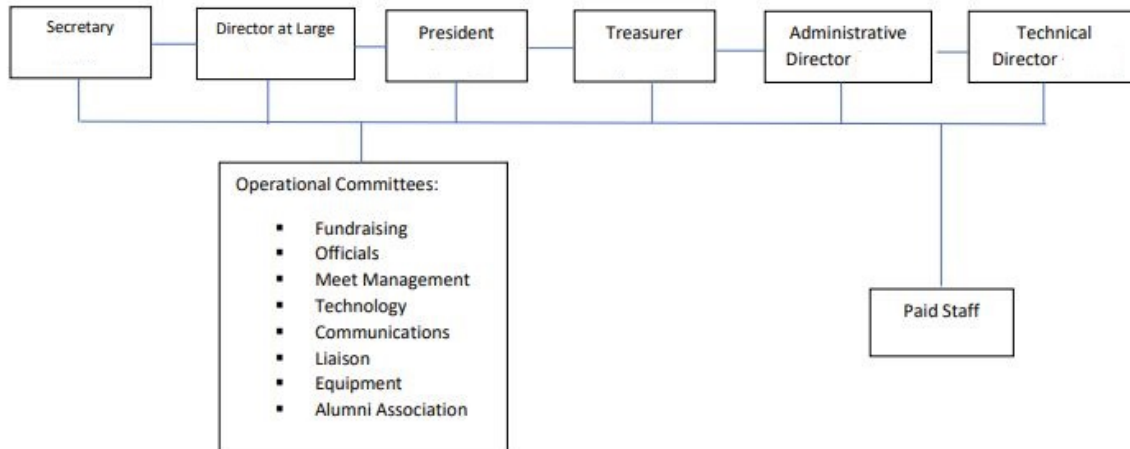 Secretary
Director at Large
President
Treasurer
Administrative
Director
Technical
Director
Operational Committees:
▪ Fundraising
▪ Officials
▪ Meet Management
▪ Technology
▪ Communications
▪ Liaison
▪ Equipment
▪ Alumni Association
Paid Staff